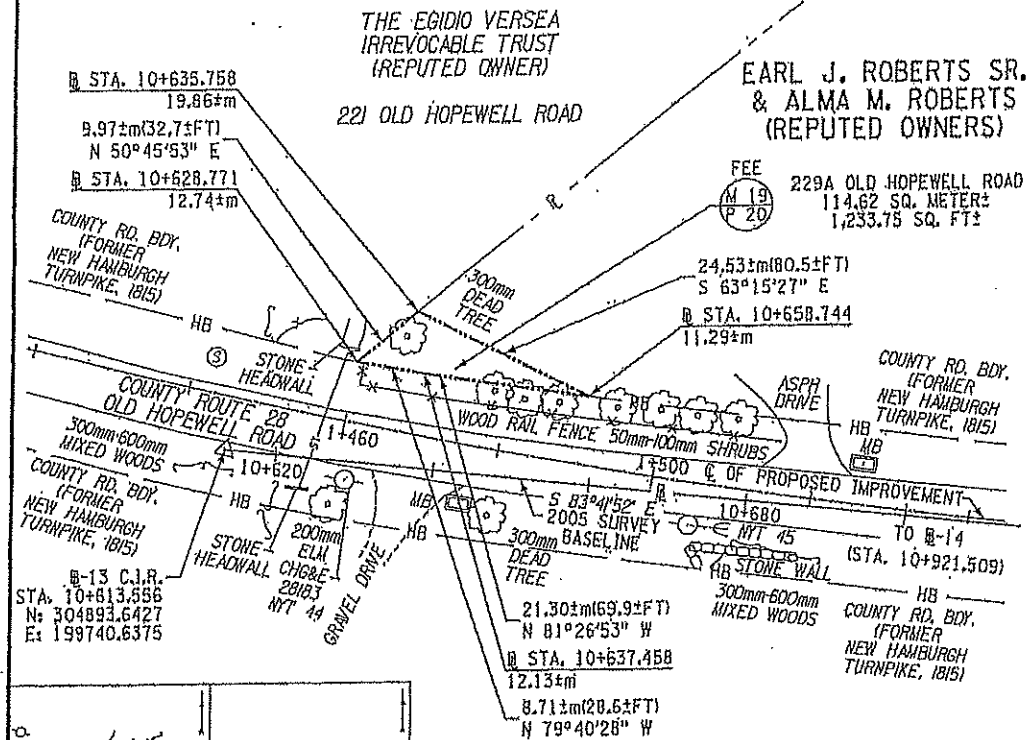 THE EGIDIO VERSEA
IRREVOCABLE TRUST
(REPUTED OWNER)
221 OLD HOPEWELL ROAD
EARL J. ROBERTS SR.
& ALMA M. ROBERTS
(REPUTED OWNERS)
FEE
M 19
P 20
229A OLD HOPEWELL ROAD
114.62 SQ. METER±
1,233.75 SQ. FT±
STA. 10+635.758
19.86±m
9.97±m(32.7±FT)
N 50°45'53" E
STA. 10+628.771
12.74±m
COUNTY RD. BDY.
(FORMER
NEW HAMBURGH
TURNPIKE, 1815)
HB
3
STONE
HEADWALL
300mm
DEAD
TREE
24.53±m(80.5±FT)
S 63°15'27" E
STA. 10+658.744
11.29±m
COUNTY RD. BDY.
(FORMER
NEW HAMBURGH
TURNPIKE, 1815)
HB
ASPH
DRIVE
MB
HB
WOOD RAIL FENCE 50mm-100mm SHRUBS
COUNTY ROUTE 28
OLD HOPEWELL ROAD
1+460
1+500 ℄ OF PROPOSED IMPROVEMENT
10+620
10+680
S 83°41'52" E
2005 SURVEY
BASELINE
TO -14
(STA. 10+921.509)
300mm-600mm
MIXED WOODS
COUNTY RD. BDY.
(FORMER
NEW HAMBURGH
TURNPIKE, 1815)
HB
HB
STONE
HEADWALL
200mm
ELM
CHG&E
28183
NYT 44
GRAVEL DRIVE
MB
HB
300mm
DEAD
TREE
NYT 45
STONE WALL
HB
HB
300mm-600mm
MIXED WOODS
COUNTY RD. BDY.
(FORMER
NEW HAMBURGH
TURNPIKE, 1815)
-13 C.I.R.
STA. 10+613.556
N: 304893.6427
E: 199740.6375
21.30±m(69.9±FT)
N 81°26'53" W
STA. 10+637.458
12.13±m
8.71±m(28.6±FT)
N 79°40'28" W